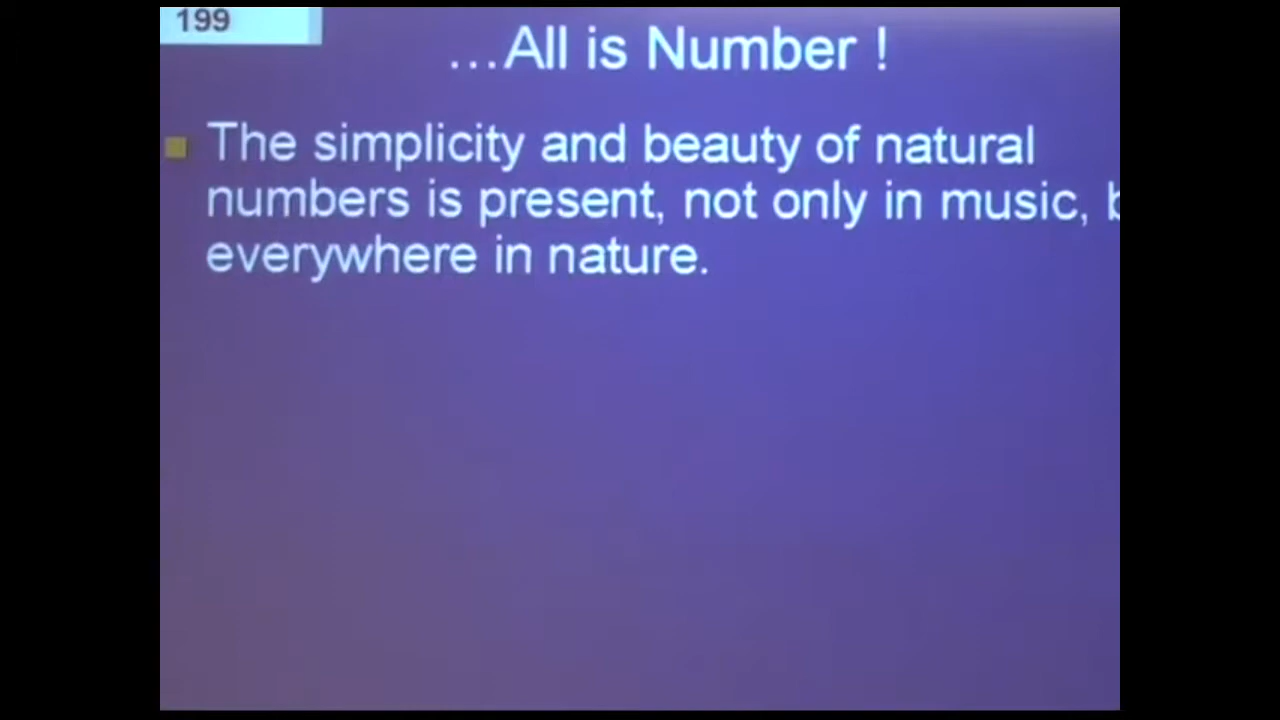 199
…All is Number !
The simplicity and beauty of natural
numbers is present, not only in music,
everywhere in nature.